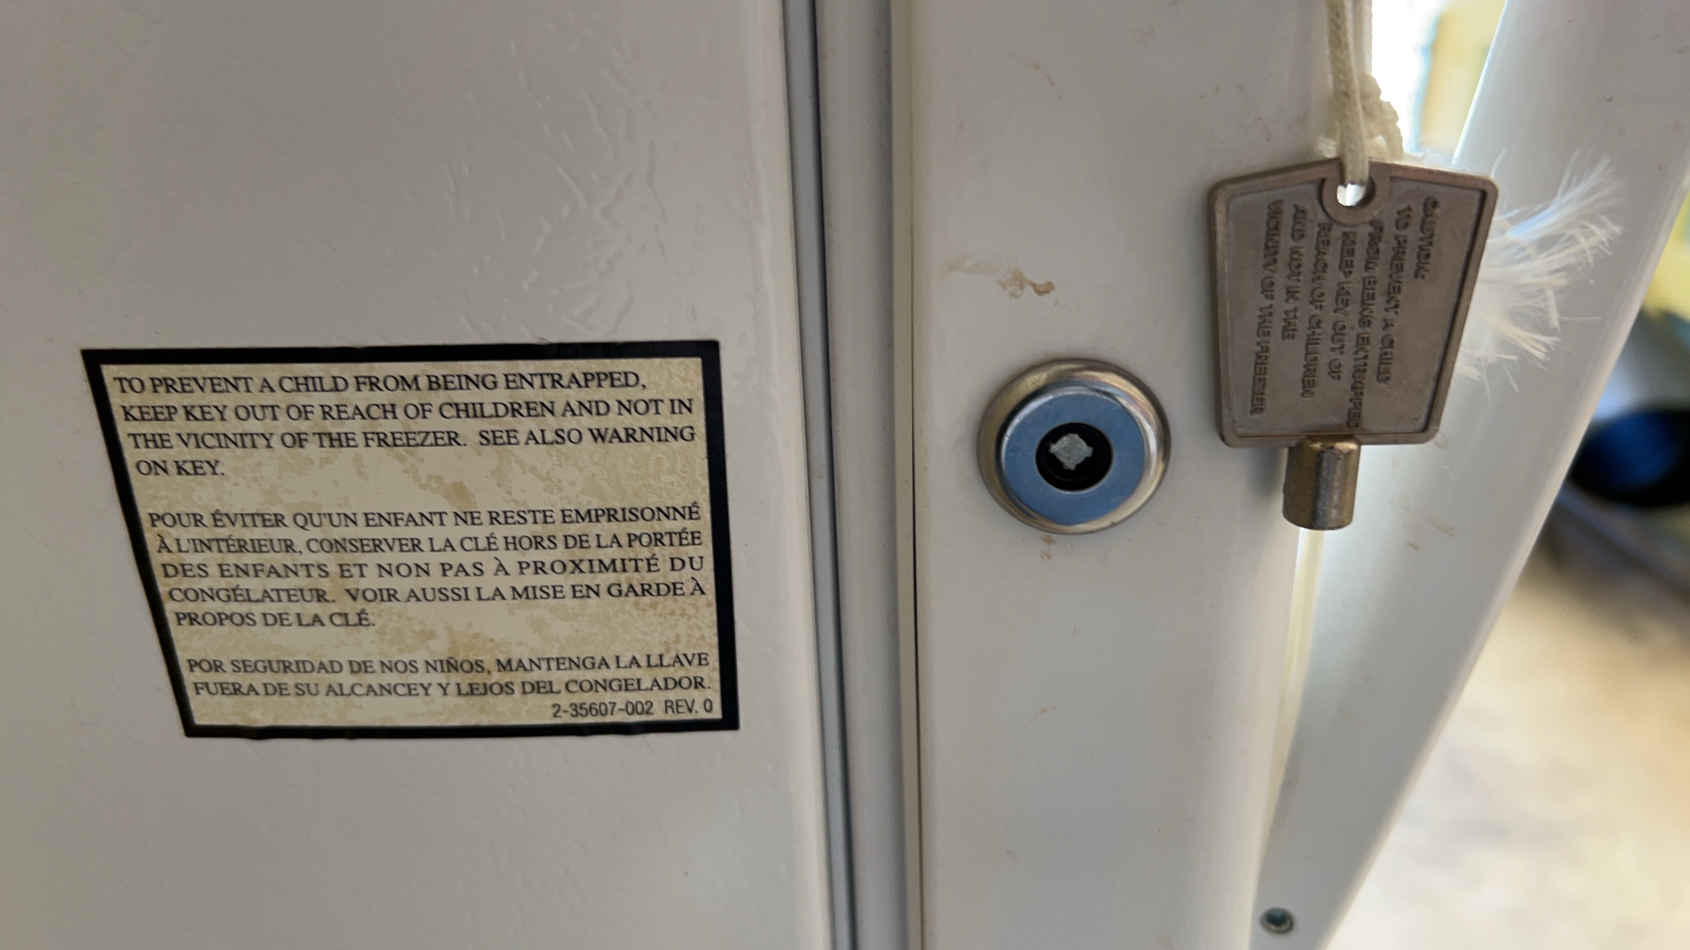 TO PREVENT A CHILD FROM BEING ENTRAPPED,
KEEP KEY OUT OF REACH OF CHILDREN AND NOT IN
THE VICINITY OF THE FREEZER. SEE ALSO WARNING
ON KEY.
POUR ÉVITER QU'UN ENFANT NE RESTE EMPRISONNÉ
À L'INTÉRIEUR, CONSERVER LA CLÉ HORS DE LA PORTÉE
DES ENFANTS ET NON PAS À PROXIMITÉ DU
CONGÉLATEUR. VOIR AUSSI LA MISE EN GARDE À
PROPOS DE LA CLÉ.
POR SEGURIDAD DE NOS NIÑOS, MANTENGA LA LLAVE
FUERA DE SU ALCANCEY Y LEJOS DEL CONGELADOR.
2-35607-002 REV. 0
CAUTION:
TO PREVENT A CHILD
FROM BEING ENTRAPPED
KEEP KEY OUT OF
REACH OF CHILDREN
AND NOT IN THE
VICINITY OF THE FREEZER